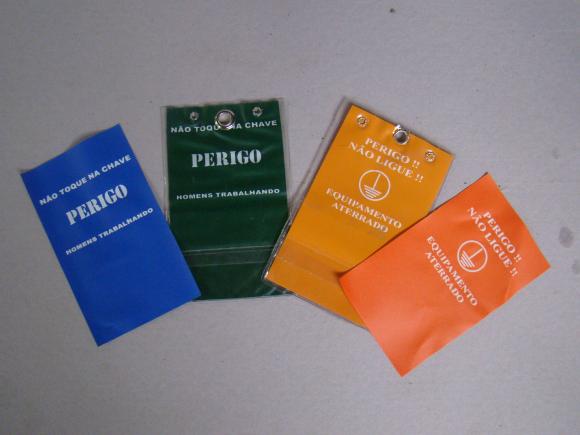 NÃO TOQUE NA CHAVE
PERIGO
HOMENS TRABALHANDO
NÃO TOQUE NA CHAVE
PERIGO
HOMENS TRABALHANDO
PERIGO !!
NÃO LIGUE !!
EQUIPAMENTO
ATERRADO
PERIGO !!
NÃO LIGUE !!
EQUIPAMENTO
ATERRADO